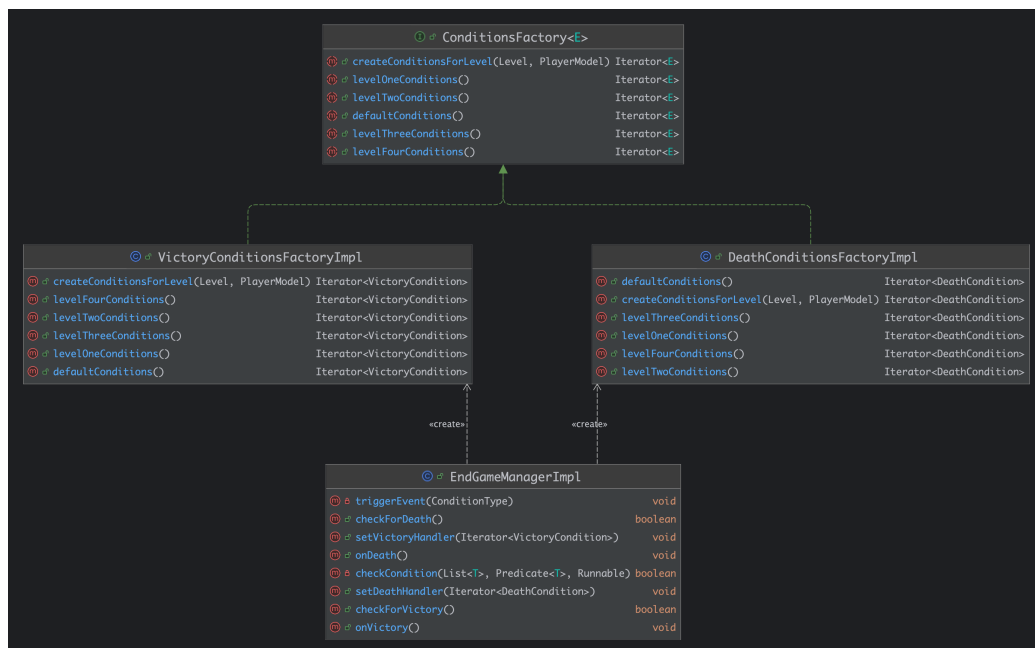 ConditionsFactory<E>
createConditionsForLevel(Level, PlayerModel) Iterator<E>
levelOneConditions() Iterator<E>
levelTwoConditions() Iterator<E>
defaultConditions() Iterator<E>
levelThreeConditions() Iterator<E>
levelFourConditions() Iterator<E>
VictoryConditionsFactoryImpl
createConditionsForLevel(Level, PlayerModel) Iterator<VictoryCondition>
levelFourConditions() Iterator<VictoryCondition>
levelTwoConditions() Iterator<VictoryCondition>
levelThreeConditions() Iterator<VictoryCondition>
levelOneConditions() Iterator<VictoryCondition>
defaultConditions() Iterator<VictoryCondition>
DeathConditionsFactoryImpl
defaultConditions() Iterator<DeathCondition>
createConditionsForLevel(Level, PlayerModel) Iterator<DeathCondition>
levelThreeConditions() Iterator<DeathCondition>
levelOneConditions() Iterator<DeathCondition>
levelFourConditions() Iterator<DeathCondition>
levelTwoConditions() Iterator<DeathCondition>
«create» «create»
EndGameManagerImpl
triggerEvent(ConditionType) void
checkForDeath() boolean
setVictoryHandler(Iterator<VictoryCondition>) void
onDeath() void
checkCondition(List<T>, Predicate<T>, Runnable) boolean
setDeathHandler(Iterator<DeathCondition>) void
checkForVictory() boolean
onVictory() void